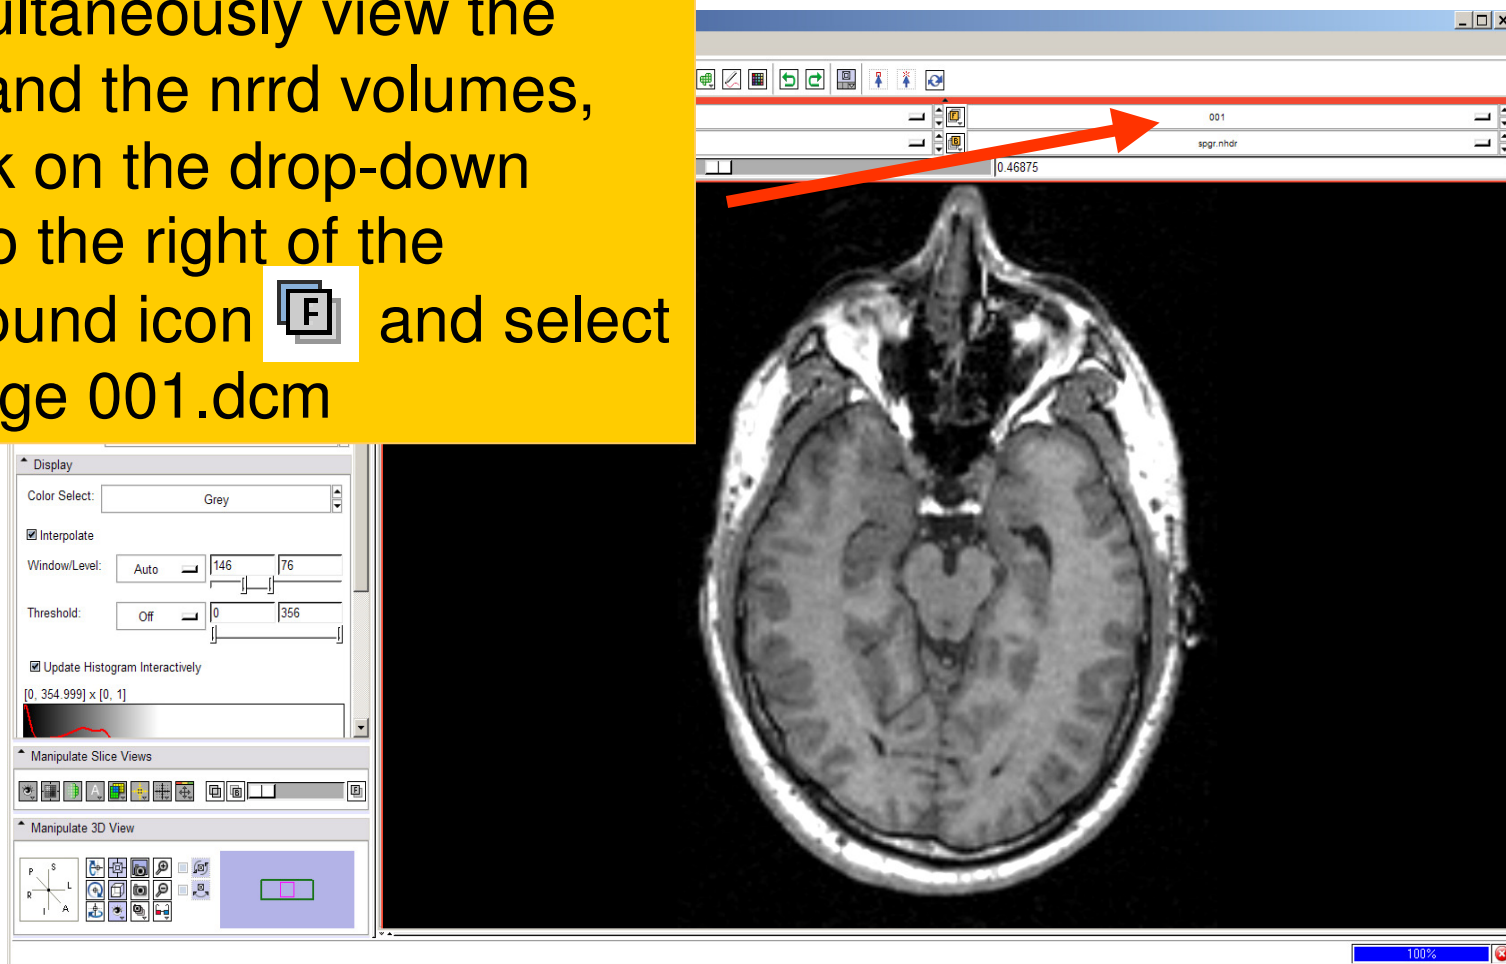 ultaneously view the
and the nrrd volumes,
k on the drop-down
o the right of the
ound icon F and select
ge 001.dcm
F
001
B
spgr.nhdr
0.46875
Display
Color Select: Grey
Interpolate
Window/Level: Auto 146 76
Threshold: Off 0 356
Update Histogram Interactively
[0, 354.999] x [0, 1]
Manipulate Slice Views
A B F
Manipulate 3D View
P S
R L
I A
100%